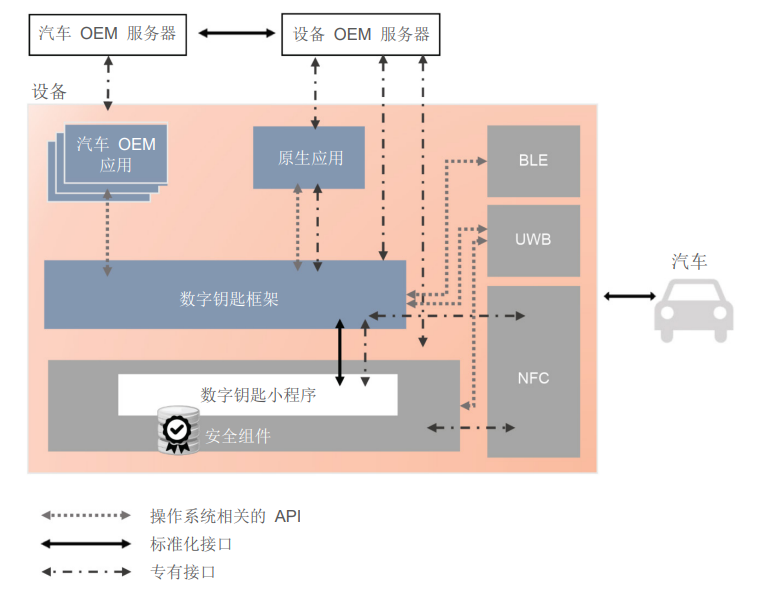 汽车 OEM 服务器
设备 OEM 服务器
设备
汽车 OEM
应用
原生应用
BLE
UWB
汽车
数字钥匙框架
NFC
数字钥匙小程序
安全组件
操作系统相关的 API
标准化接口
专有接口